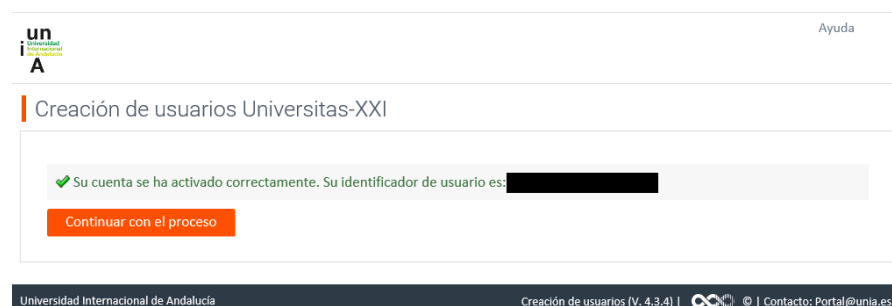 Ayuda
un
i Universidad
Internacional
de Andalucía
A
Creación de usuarios Universitas-XXI
Su cuenta se ha activado correctamente. Su identificador de usuario es:
Continuar con el proceso
Universidad Internacional de Andalucía
Creación de usuarios (V. 4.3.4) | © | Contacto: Portal@unia.es